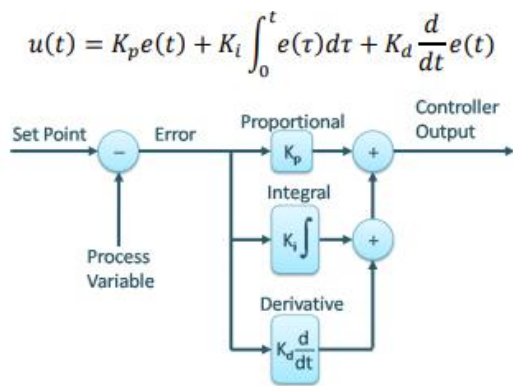 u(t) = K_p e(t) + K_i ∫_0^t e(τ)dτ + K_d d/dt e(t)
Controller
Output
Proportional
Set Point
Error
−
K_p
+
Integral
Process
Variable
K_i ∫
+
Derivative
K_d d/dt